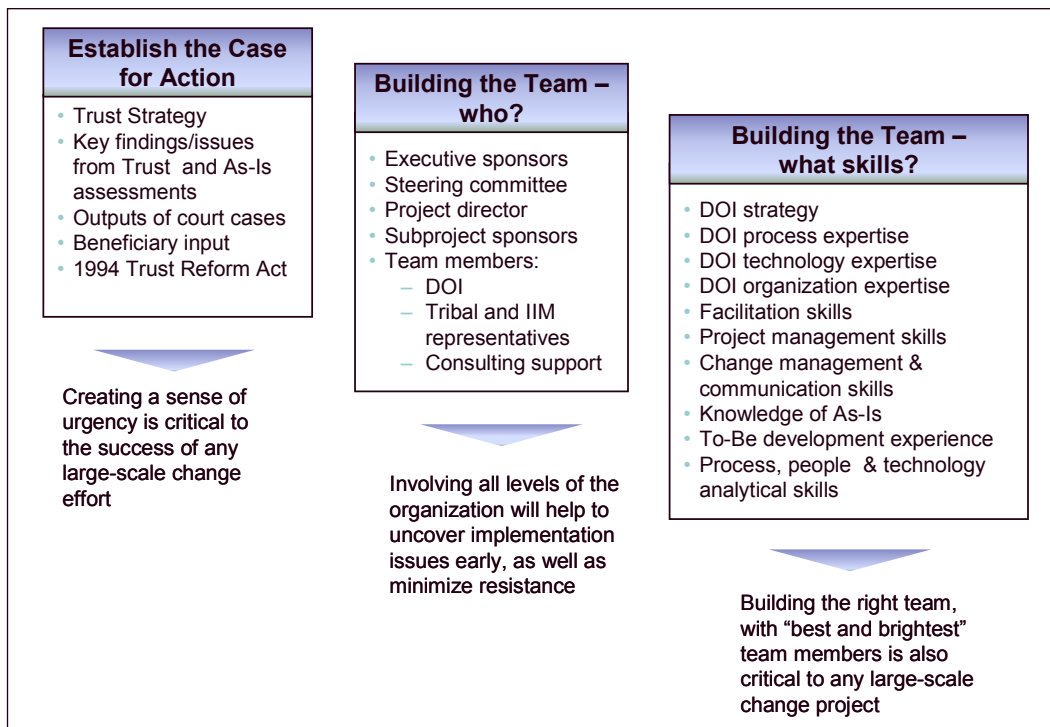 Establish the Case
for Action
• Trust Strategy
• Key findings/issues
from Trust and As-Is
assessments
• Outputs of court cases
• Beneficiary input
• 1994 Trust Reform Act
Creating a sense of
urgency is critical to
the success of any
large-scale change
effort
Building the Team –
who?
• Executive sponsors
• Steering committee
• Project director
• Subproject sponsors
• Team members:
– DOI
– Tribal and IIM
representatives
– Consulting support
Involving all levels of the
organization will help to
uncover implementation
issues early, as well as
minimize resistance
Building the Team –
what skills?
• DOI strategy
• DOI process expertise
• DOI technology expertise
• DOI organization expertise
• Facilitation skills
• Project management skills
• Change management &
communication skills
• Knowledge of As-Is
• To-Be development experience
• Process, people & technology
analytical skills
Building the right team,
with “best and brightest”
team members is also
critical to any large-scale
change project